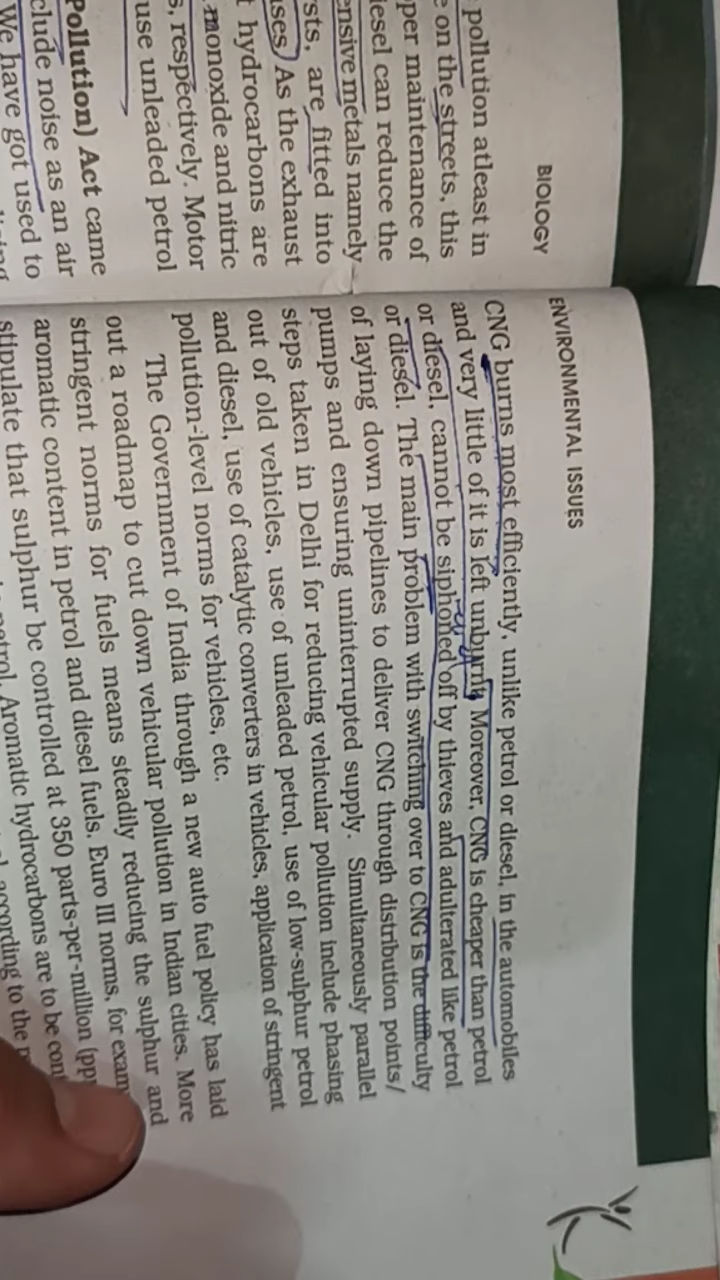 BIOLOGY
pollution atleast in
on the streets, this
per maintenance of
iesel can reduce the
ensive metals namely
sts, are fitted into
ses. As the exhaust
t hydrocarbons are
monoxide and nitric
s, respectively. Motor
use unleaded petrol
Pollution) Act came
clude noise as an air
We have got used to
ENVIRONMENTAL ISSUES
CNG burns most efficiently, unlike petrol or diesel, in the automobiles
and very little of it is left unburnt. Moreover, CNG is cheaper than petrol
or diesel, cannot be siphoned off by thieves and adulterated like petrol
or diesel. The main problem with switching over to CNG is the difficulty
of laying down pipelines to deliver CNG through distribution points/
pumps and ensuring uninterrupted supply. Simultaneously parallel
steps taken in Delhi for reducing vehicular pollution include phasing
out of old vehicles, use of unleaded petrol, use of low-sulphur petrol
and diesel, use of catalytic converters in vehicles, application of stringent
pollution-level norms for vehicles, etc.
The Government of India through a new auto fuel policy has laid
out a roadmap to cut down vehicular pollution in Indian cities. More
stringent norms for fuels means steadily reducing the sulphur and
aromatic content in petrol and diesel fuels. Euro III norms, for exam
stipulate that sulphur be controlled at 350 parts-per-million (pp
petrol. Aromatic hydrocarbons are to be con
according to the